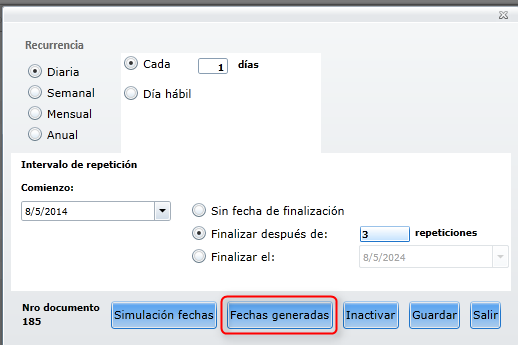 Recurrencia
Diaria
Semanal
Mensual
Anual
Cada 1 días
Día hábil
Intervalo de repetición
Comienzo:
8/5/2014
Sin fecha de finalización
Finalizar después de: 3 repeticiones
Finalizar el: 8/5/2024
Nro documento
185
Simulación fechas
Fechas generadas
Inactivar
Guardar
Salir